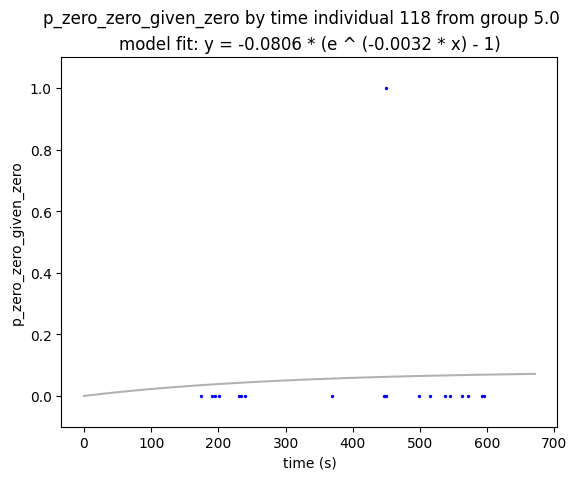 p_zero_zero_given_zero by time individual 118 from group 5.0
model fit: y = -0.0806 * (e ^ (-0.0032 * x) - 1)
p_zero_zero_given_zero
1.0
0.8
0.6
0.4
0.2
0.0
0 100 200 300 400 500 600 700
time (s)